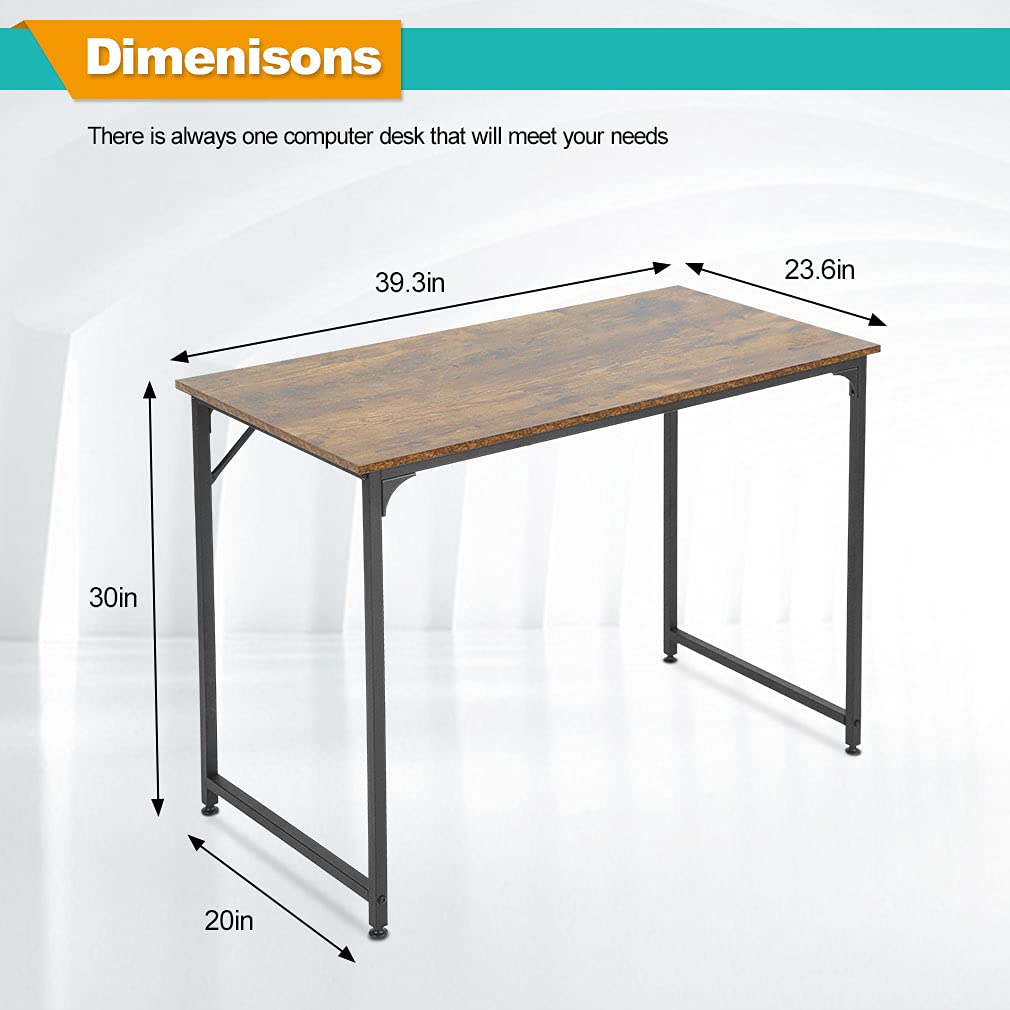 Dimenisons
There is always one computer desk that will meet your needs
39.3in
23.6in
30in
20in